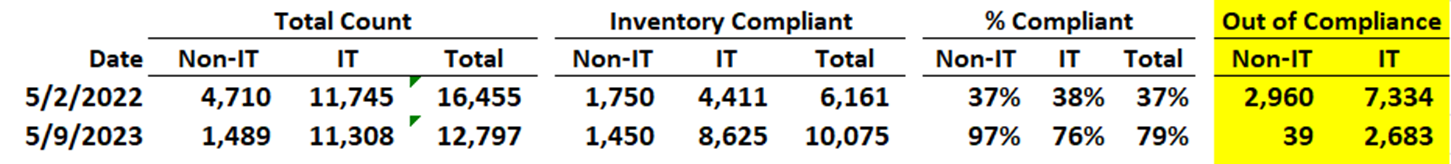 Total Count Inventory Compliant % Compliant Out of Compliance
Date Non-IT IT Total Non-IT IT Total Non-IT IT Total Non-IT IT
5/2/2022 4,710 11,745 16,455 1,750 4,411 6,161 37% 38% 37% 2,960 7,334
5/9/2023 1,489 11,308 12,797 1,450 8,625 10,075 97% 76% 79% 39 2,683